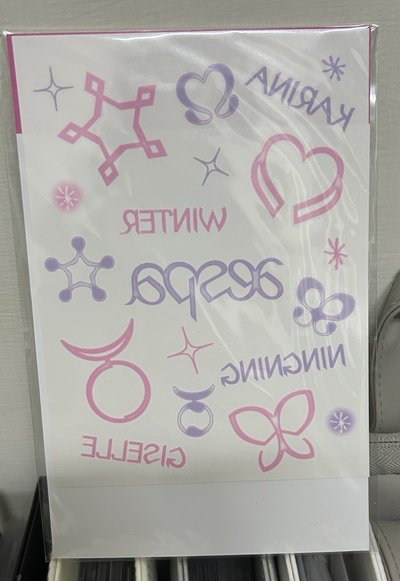 KARINA
WINTER
aespa
NINGNING
GISELLE